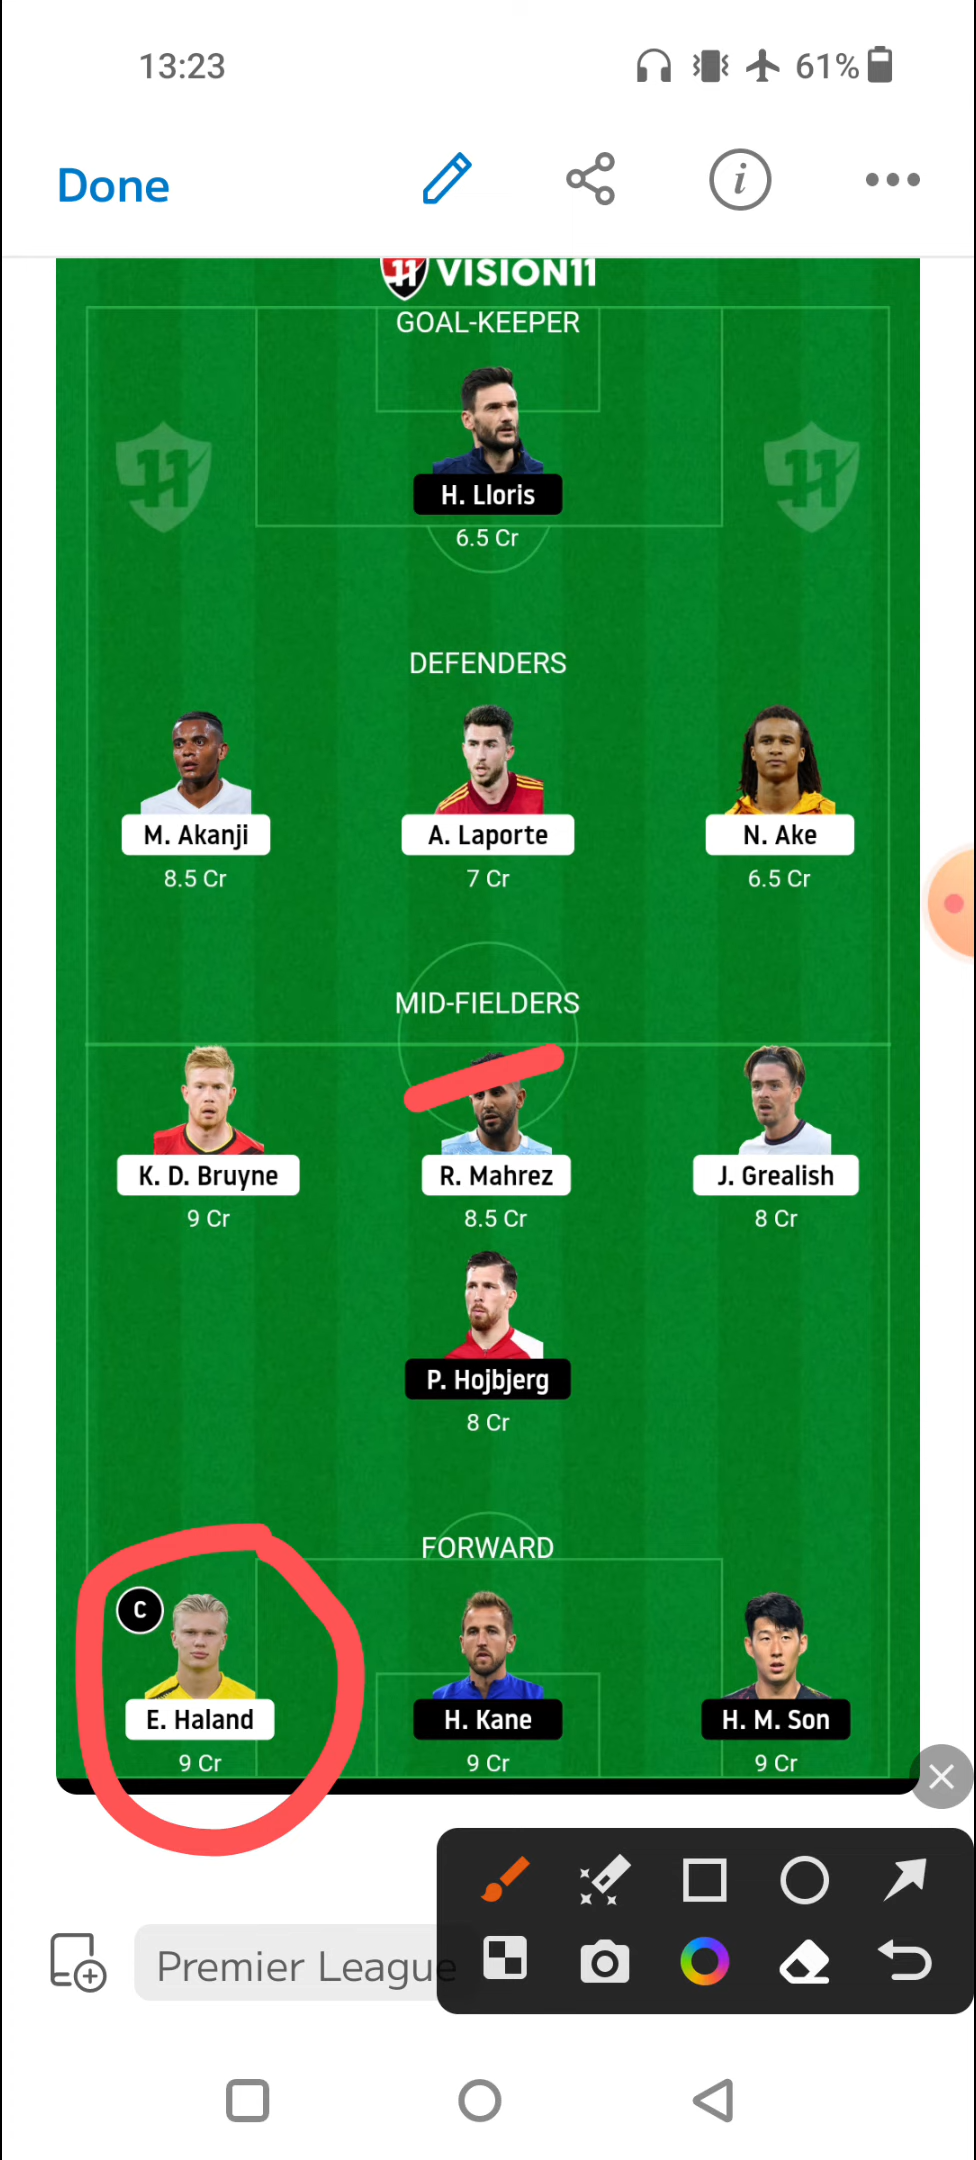 13:23 61%
Done
VISION11
GOAL-KEEPER
H. Lloris
6.5 Cr
DEFENDERS
M. Akanji A. Laporte N. Ake
8.5 Cr 7 Cr 6.5 Cr
MID-FIELDERS
K. D. Bruyne R. Mahrez J. Grealish
9 Cr 8.5 Cr 8 Cr
P. Hojbjerg
8 Cr
FORWARD
C
E. Haland H. Kane H. M. Son
9 Cr 9 Cr 9 Cr
Premier League